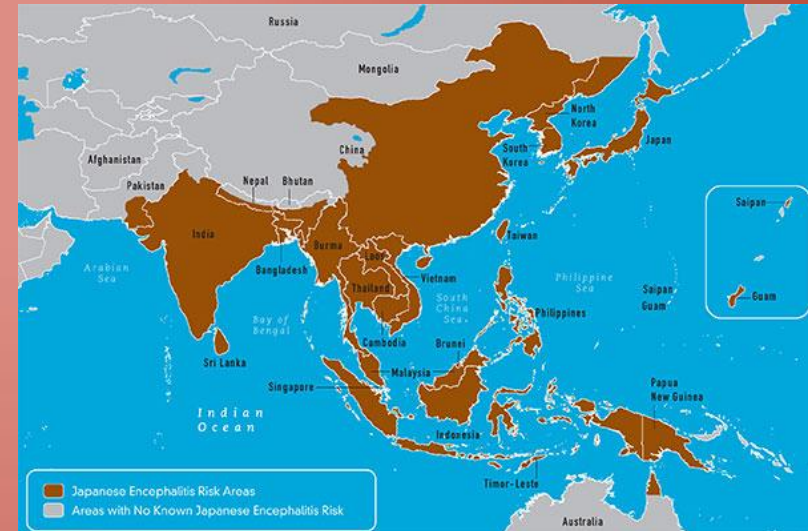 Russia
Mongolia
North
Korea
China
South
Korea
Japan
Afghanistan
Pakistan
Nepal
Bhutan
Saipan
India
Burma
Laos
Taiwan
Arabian
Sea
Bangladesh
Vietnam
Philippine
Sea
Thailand
Saipan
Guam
Guam
Bay of
Bengal
South
China
Sea
Philippines
Cambodia
Brunei
Sri Lanka
Malaysia
Singapore
Papua
New Guinea
Indian
Ocean
Indonesia
Timor-Leste
Japanese Encephalitis Risk Areas
Areas with No Known Japanese Encephalitis Risk
Australia